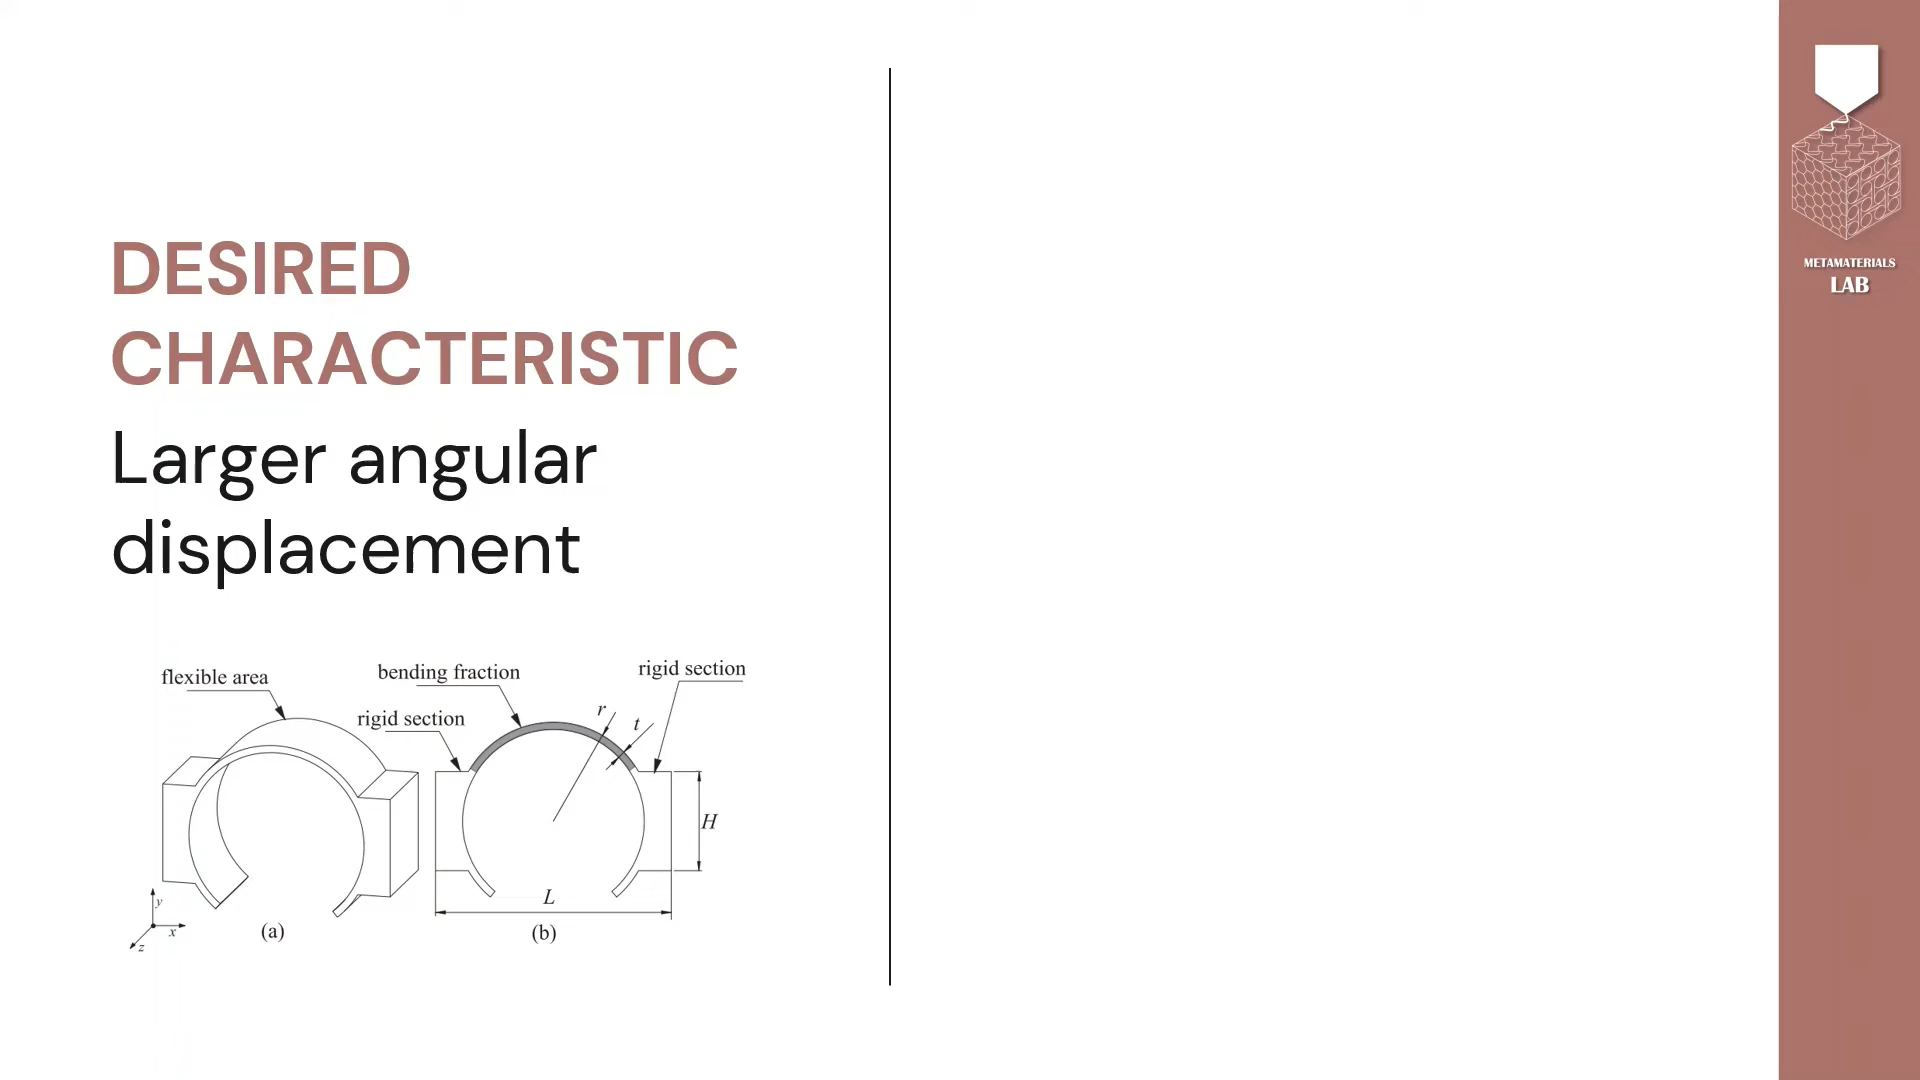 DESIRED
CHARACTERISTIC
Larger angular
displacement
flexible area
bending fraction
rigid section
rigid section
r
t
H
L
y
x
z
(a)
(b)
METAMATERIALS
LAB